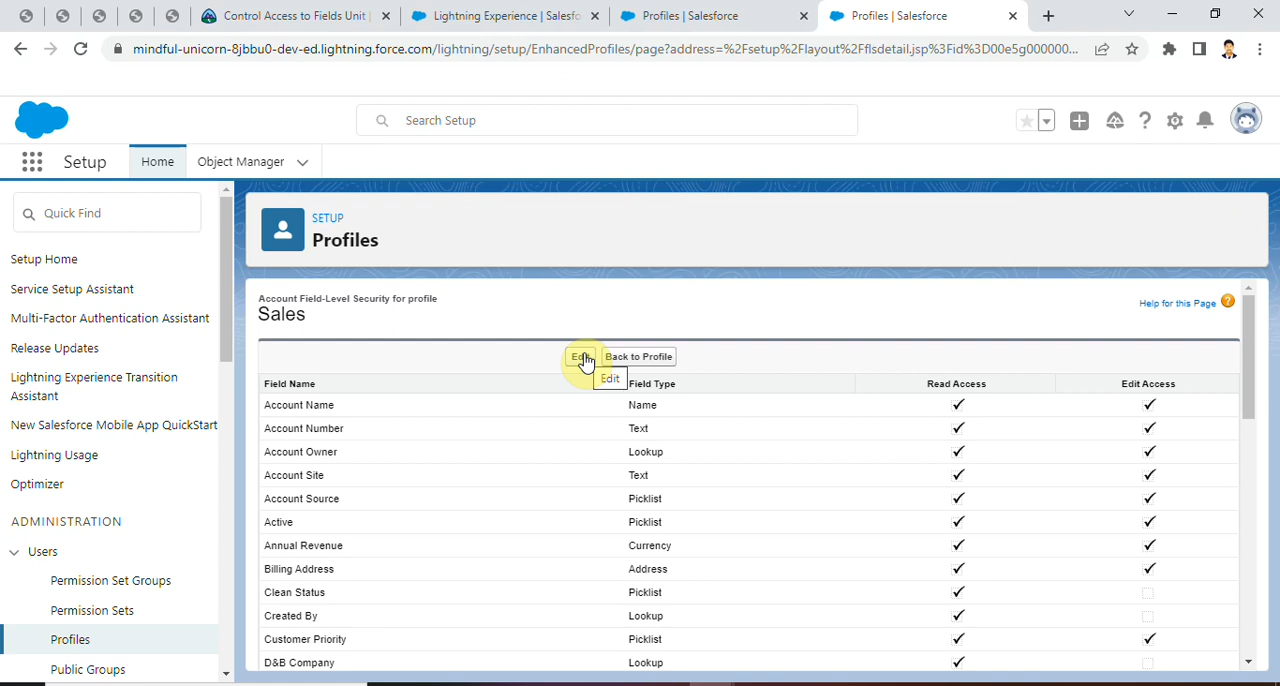 Control Access to Fields Unit
Lightning Experience | Salesfo
Profiles | Salesforce
Profiles | Salesforce
mindful-unicorn-8jbbu0-dev-ed.lightning.force.com/lightning/setup/EnhancedProfiles/page?address=%2Fsetup%2Flayout%2Fflsdetail.jsp%3Fid%3D00e5g000000...
Search Setup
Setup
Home
Object Manager
Quick Find
Setup Home
Service Setup Assistant
Multi-Factor Authentication Assistant
Release Updates
Lightning Experience Transition
Assistant
New Salesforce Mobile App QuickStart
Lightning Usage
Optimizer
ADMINISTRATION
Users
Permission Set Groups
Permission Sets
Profiles
Public Groups
SETUP
Profiles
Account Field-Level Security for profile
Sales
Help for this Page
Back to Profile
Edit
Field Name Field Type Read Access Edit Access
Account Name Name
Account Number Text
Account Owner Lookup
Account Site Text
Account Source Picklist
Active Picklist
Annual Revenue Currency
Billing Address Address
Clean Status Picklist
Created By Lookup
Customer Priority Picklist
D&B Company Lookup